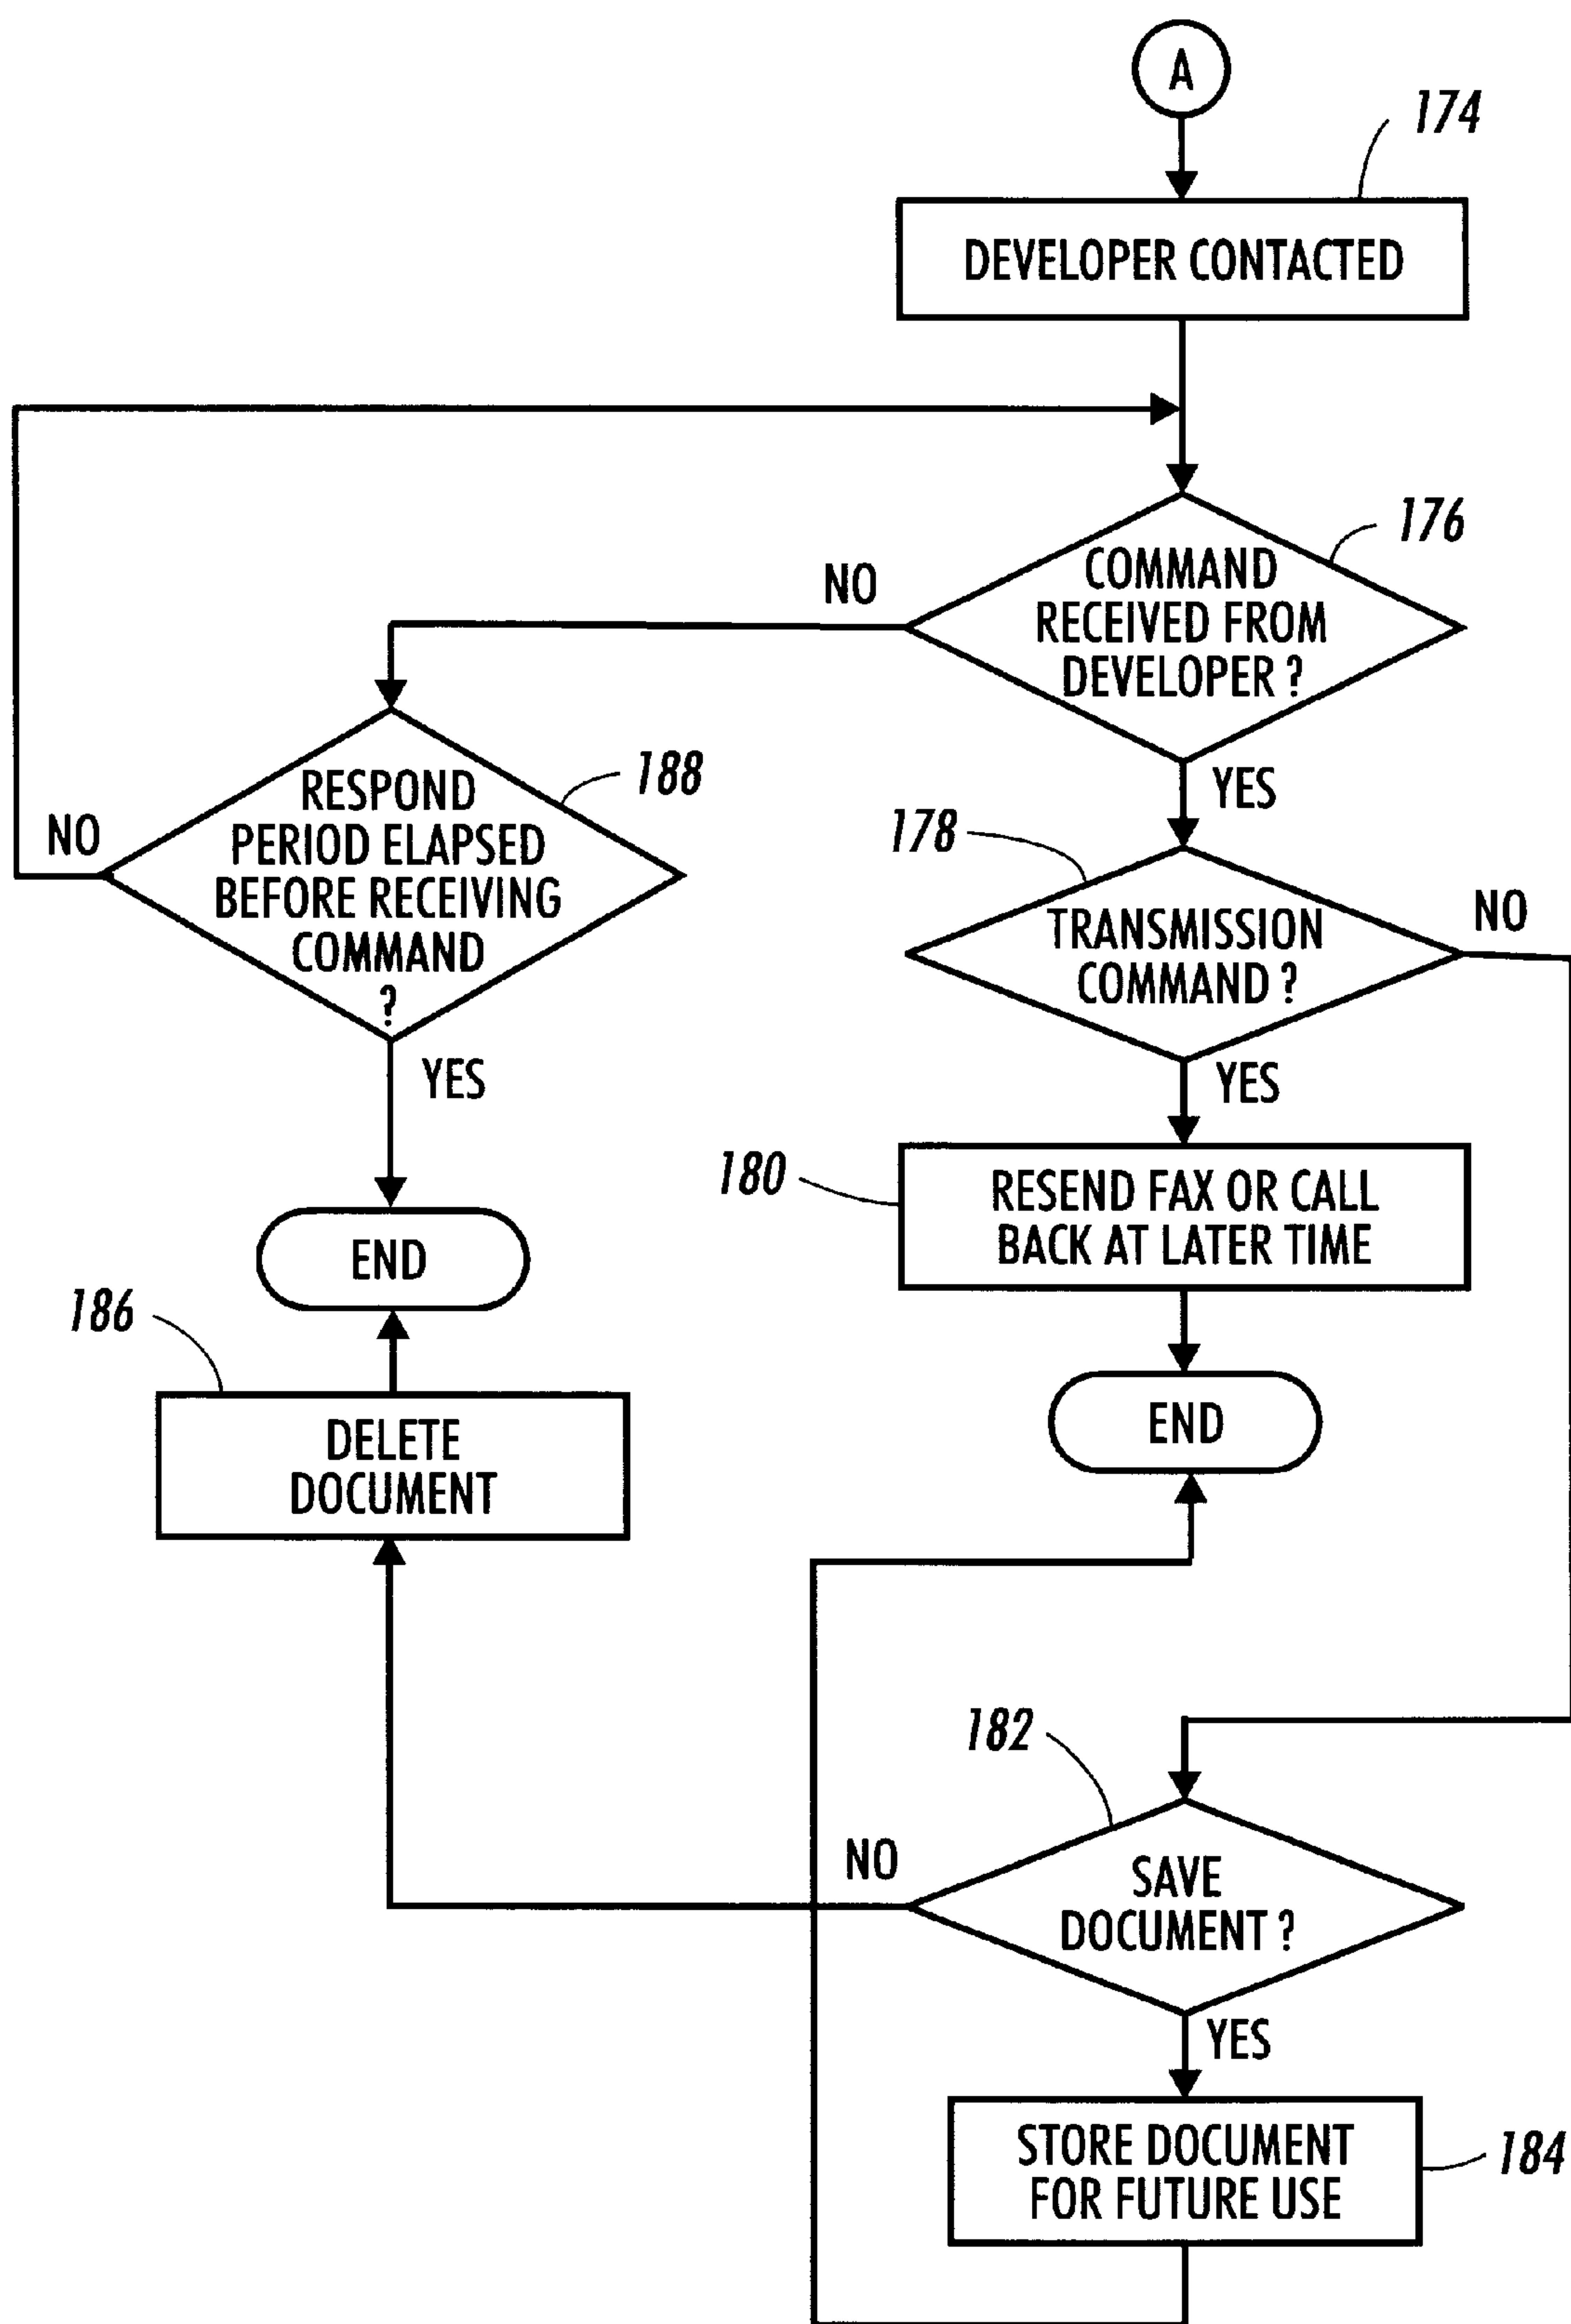 A
174
DEVELOPER CONTACTED
176
COMMAND
RECEIVED FROM
DEVELOPER ?
NO
YES
188
RESPOND
PERIOD ELAPSED
BEFORE RECEIVING
COMMAND
?
NO
YES
178
TRANSMISSION
COMMAND ?
NO
YES
180
RESEND FAX OR CALL
BACK AT LATER TIME
END
END
186
DELETE
DOCUMENT
182
SAVE
DOCUMENT ?
NO
YES
STORE DOCUMENT
FOR FUTURE USE
184